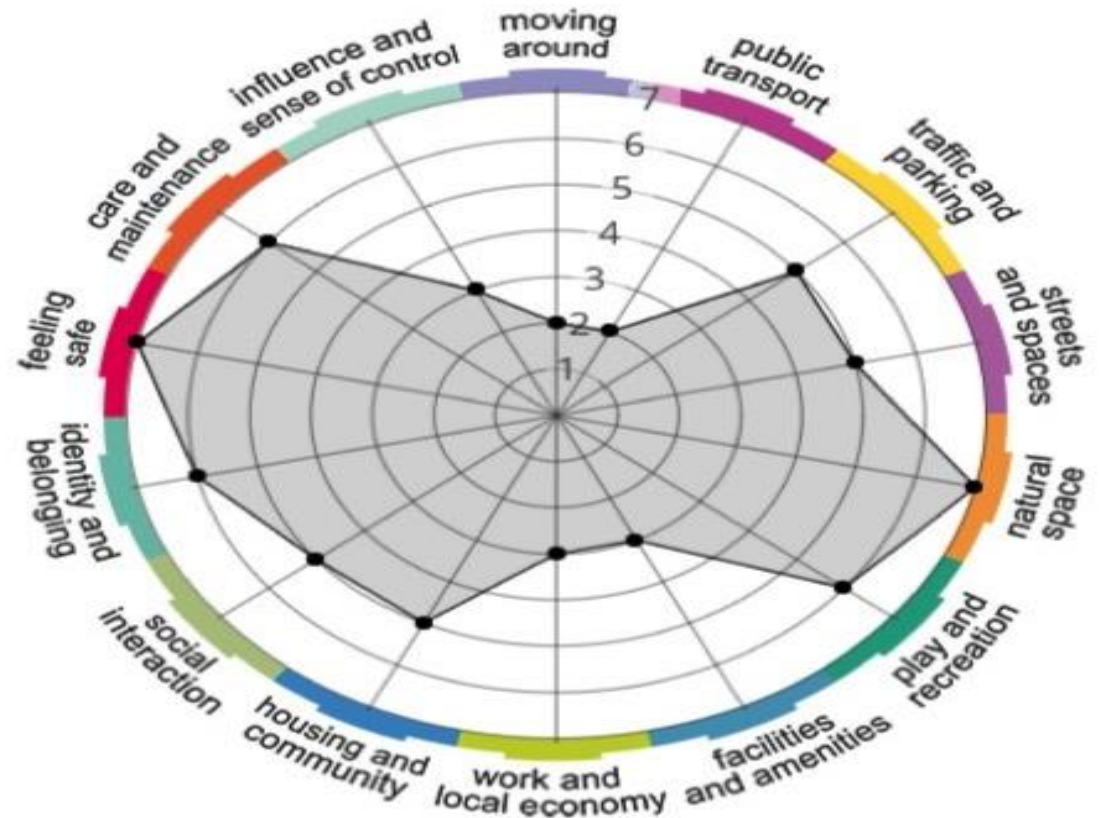 moving
around
public
transport
traffic and
parking
streets
and spaces
natural
space
play and
recreation
facilities
and amenities
work and
local economy
housing and
community
social
interaction
identity and
belonging
feeling
safe
care and
maintenance
influence and
sense of control
7
6
5
4
3
2
1